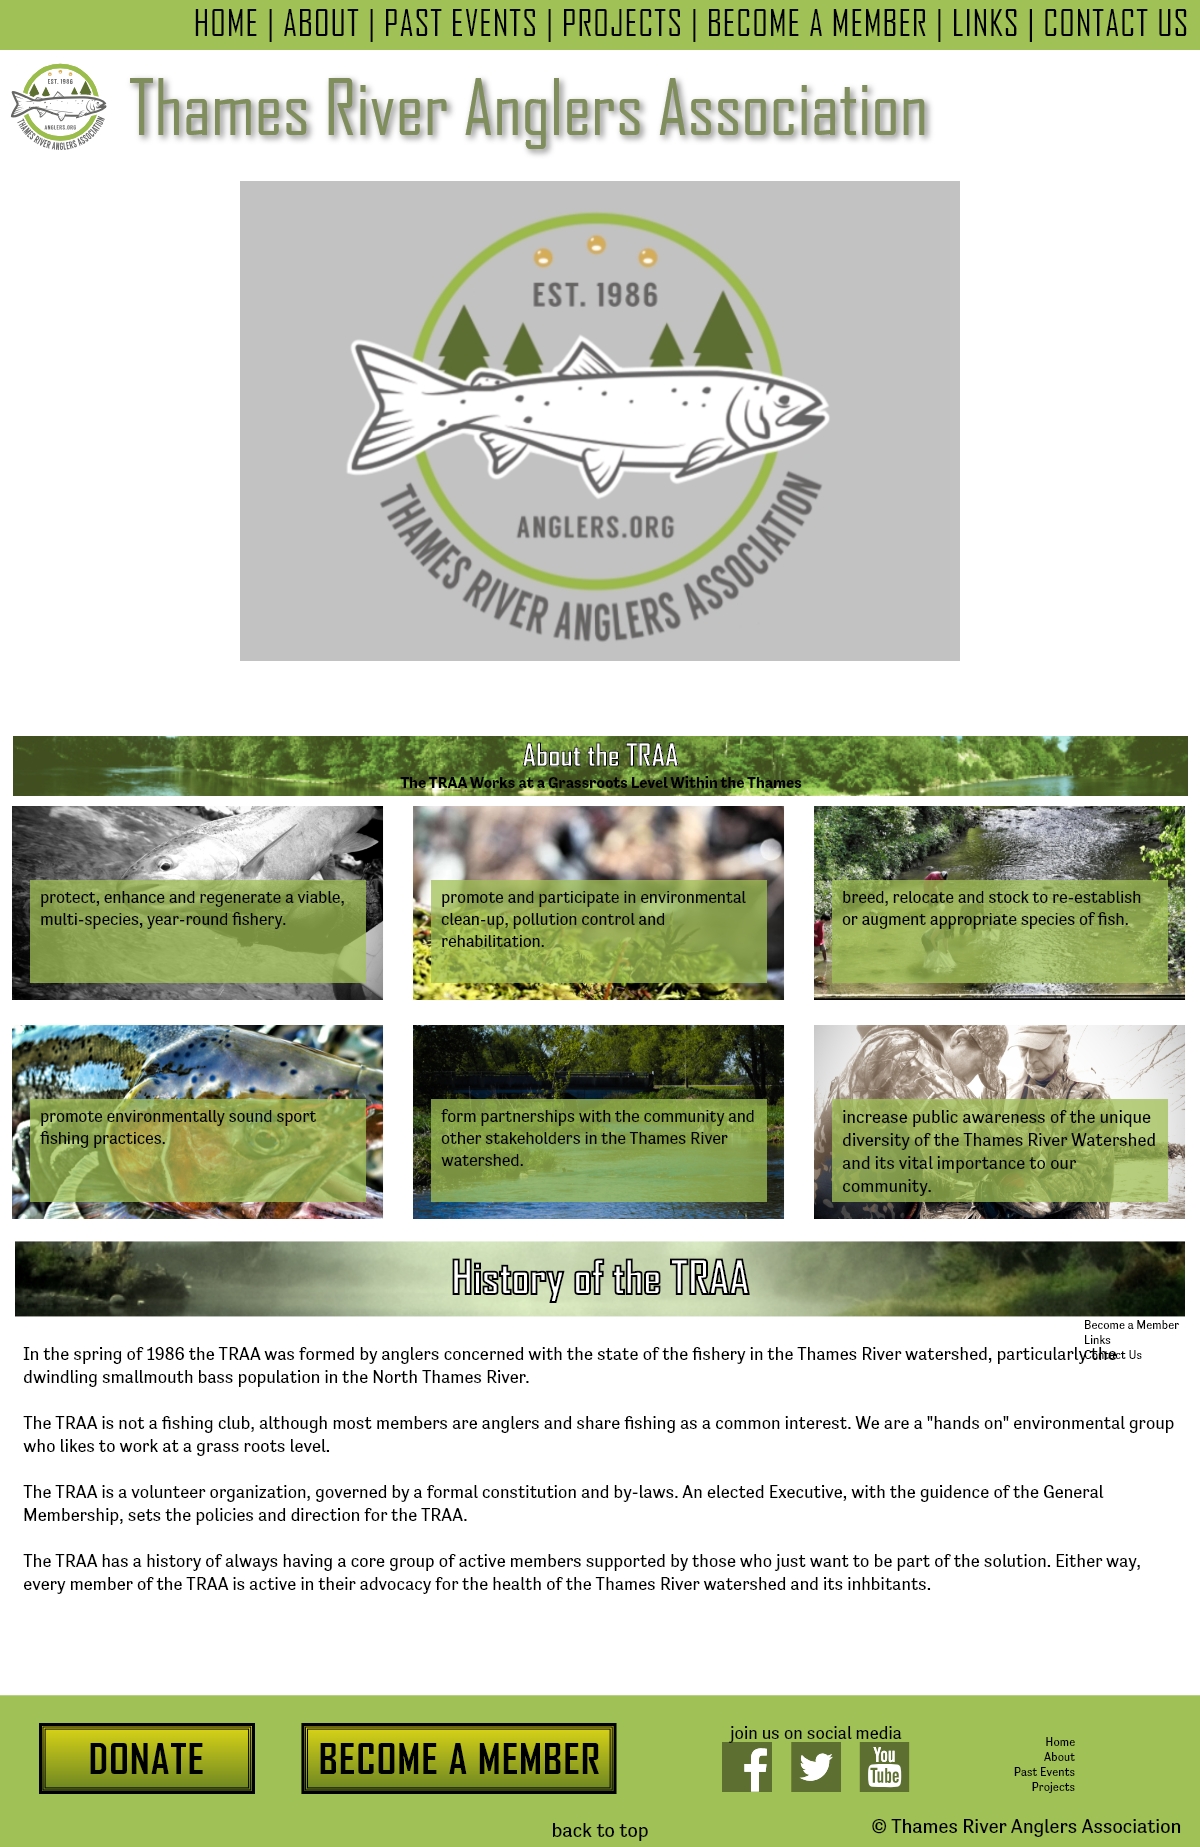 HOME | ABOUT | PAST EVENTS | PROJECTS | BECOME A MEMBER | LINKS | CONTACT US
EST. 1986
ANGLERS.ORG
THAMES RIVER ANGLERS ASSOCIATION
Thames River Anglers Association
EST. 1986
ANGLERS.ORG
THAMES RIVER ANGLERS ASSOCIATION
About the TRAA
The TRAA Works at a Grassroots Level Within the Thames
protect, enhance and regenerate a viable,
multi-species, year-round fishery.
promote and participate in environmental
clean-up, pollution control and
rehabilitation.
breed, relocate and stock to re-establish
or augment appropriate species of fish.
promote environmentally sound sport
fishing practices.
form partnerships with the community and
other stakeholders in the Thames River
watershed.
increase public awareness of the unique
diversity of the Thames River Watershed
and its vital importance to our
community.
History of the TRAA
Become a Member
Links
Contact Us
In the spring of 1986 the TRAA was formed by anglers concerned with the state of the fishery in the Thames River watershed, particularly the
dwindling smallmouth bass population in the North Thames River.
The TRAA is not a fishing club, although most members are anglers and share fishing as a common interest. We are a "hands on" environmental group
who likes to work at a grass roots level.
The TRAA is a volunteer organization, governed by a formal constitution and by-laws. An elected Executive, with the guidence of the General
Membership, sets the policies and direction for the TRAA.
The TRAA has a history of always having a core group of active members supported by those who just want to be part of the solution. Either way,
every member of the TRAA is active in their advocacy for the health of the Thames River watershed and its inhbitants.
DONATE
BECOME A MEMBER
join us on social media
You
Tube
Home
About
Past Events
Projects
back to top
© Thames River Anglers Association